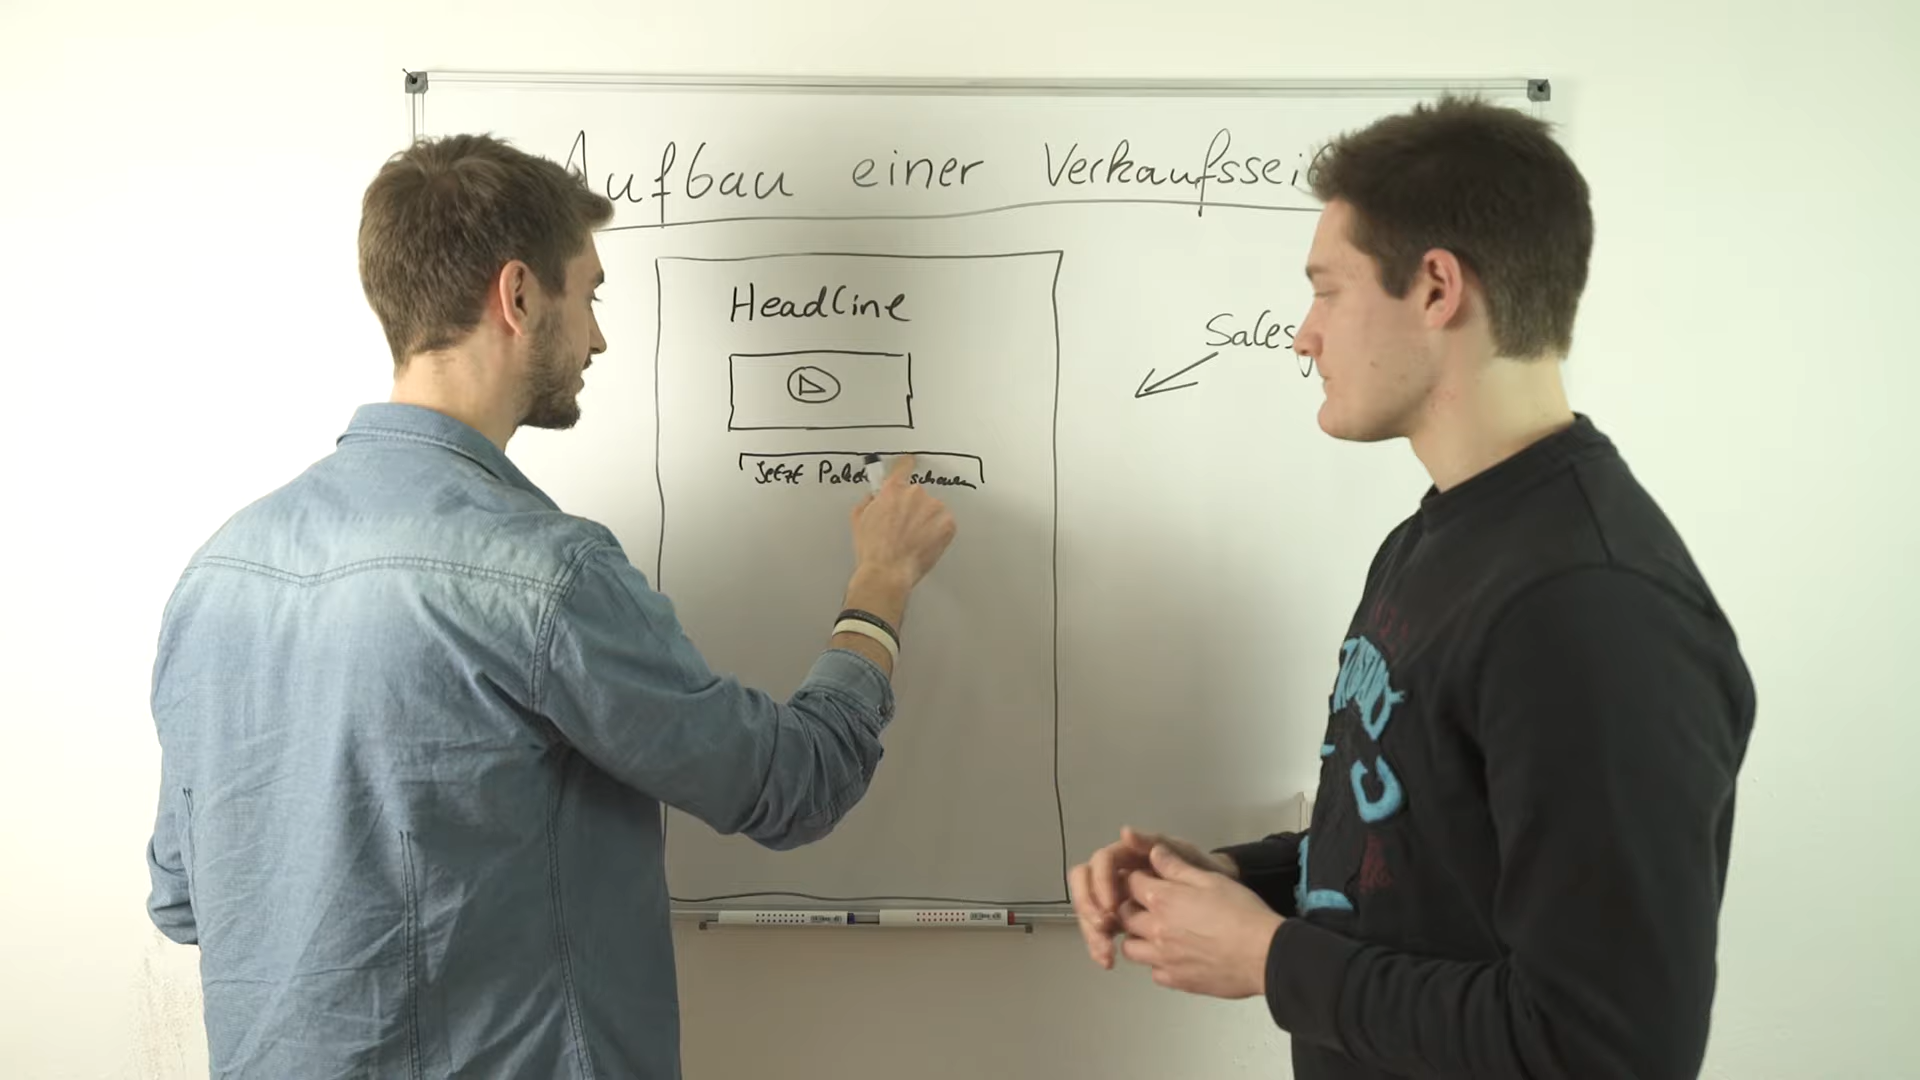 Aufbau einer Verkaufssei
Headline
Sales
Jetzt Paket schauen